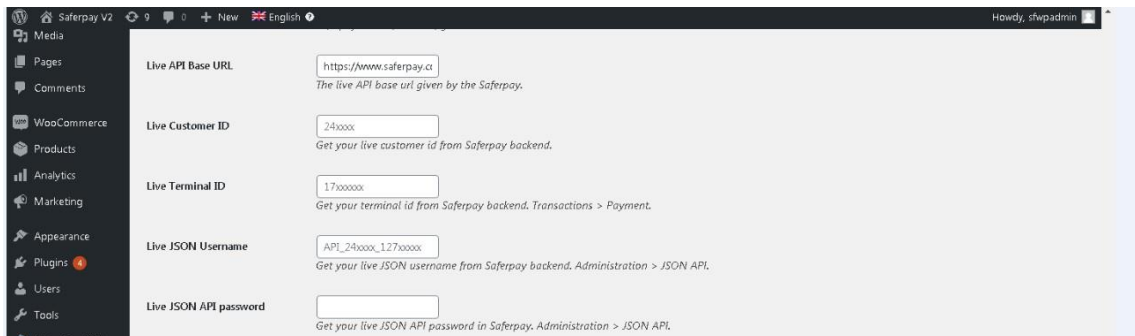 Saferpay V2 9 0 + New English Howdy, sfwpadmin
Media
Pages
Live API Base URL https://www.saferpay.co
The live API base url given by the Saferpay.
Comments
WooCommerce
Live Customer ID 24xxxx
Get your live customer id from Saferpay backend.
Products
Analytics
Live Terminal ID 17xxxxxx
Get your terminal id from Saferpay backend. Transactions > Payment.
Marketing
Appearance
Live JSON Username API_24xxxx_127xxxxx
Get your live JSON username from Saferpay backend. Administration > JSON API.
Plugins 4
Users
Live JSON API password
Get your live JSON API password in Saferpay. Administration > JSON API.
Tools